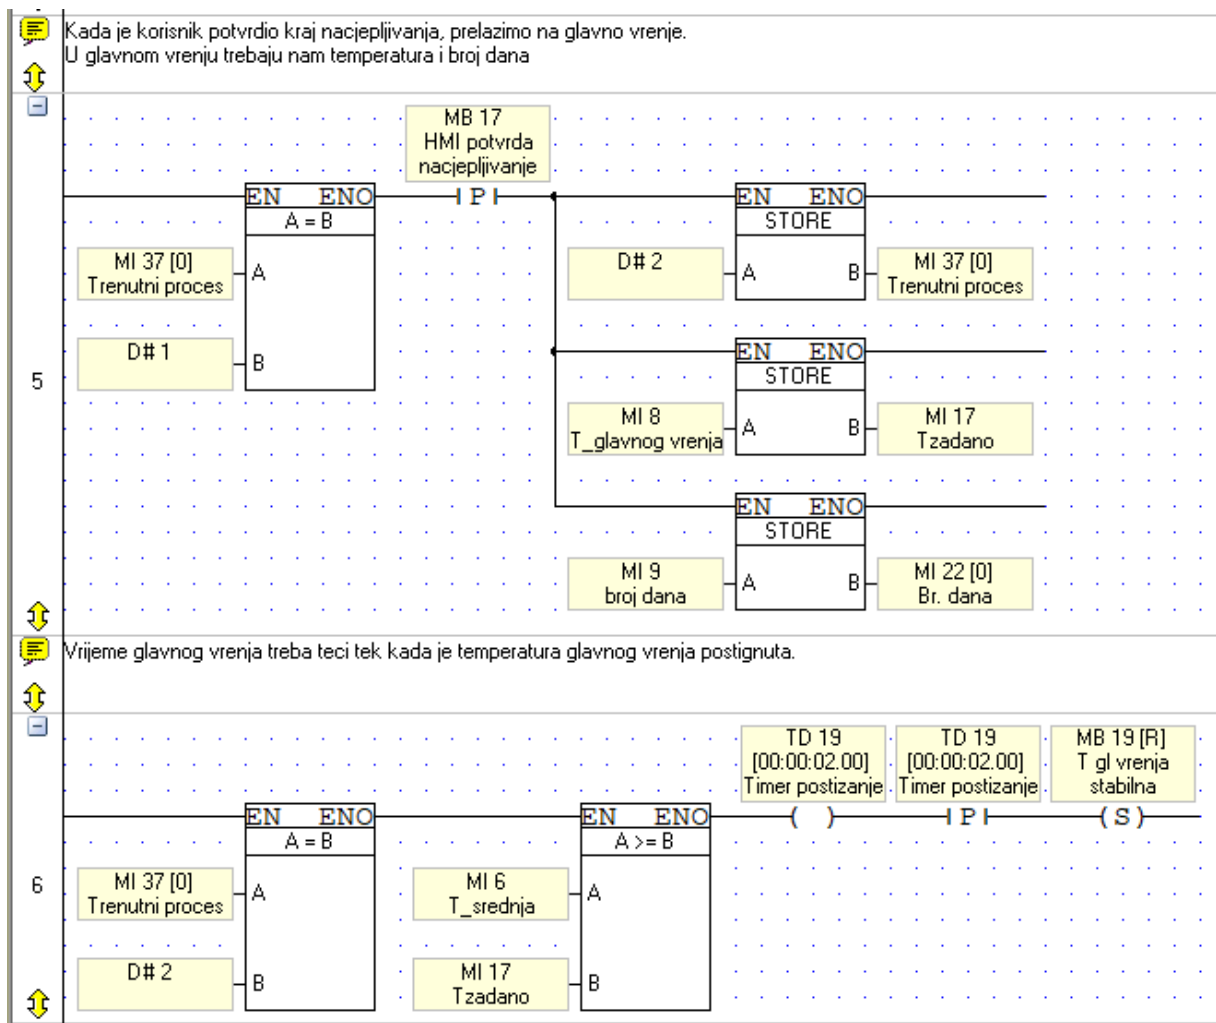 Kada je korisnik potvrdio kraj nacjepljivanja, prelazimo na glavno vrenje.
U glavnom vrenju trebaju nam temperatura i broj dana
MB 17
HMI potvrda
nacjepljivanje
EN ENO
A = B
P
EN ENO
STORE
MI 37 [0]
Trenutni proces
A
D# 2
A
B
MI 37 [0]
Trenutni proces
D# 1
B
EN ENO
STORE
5
MI 8
T_glavnog vrenja
A
B
MI 17
Tzadano
EN ENO
STORE
MI 9
broj dana
A
B
MI 22 [0]
Br. dana
Vrijeme glavnog vrenja treba teci tek kada je temperatura glavnog vrenja postignuta.
TD 19
[00:00:02.00]
Timer postizanje
TD 19
[00:00:02.00]
Timer postizanje
MB 19 [R]
T gl vrenja
stabilna
EN ENO
A = B
EN ENO
A >= B
( )
P
(S)
6
MI 37 [0]
Trenutni proces
A
MI 6
T_srednja
A
D# 2
B
MI 17
Tzadano
B